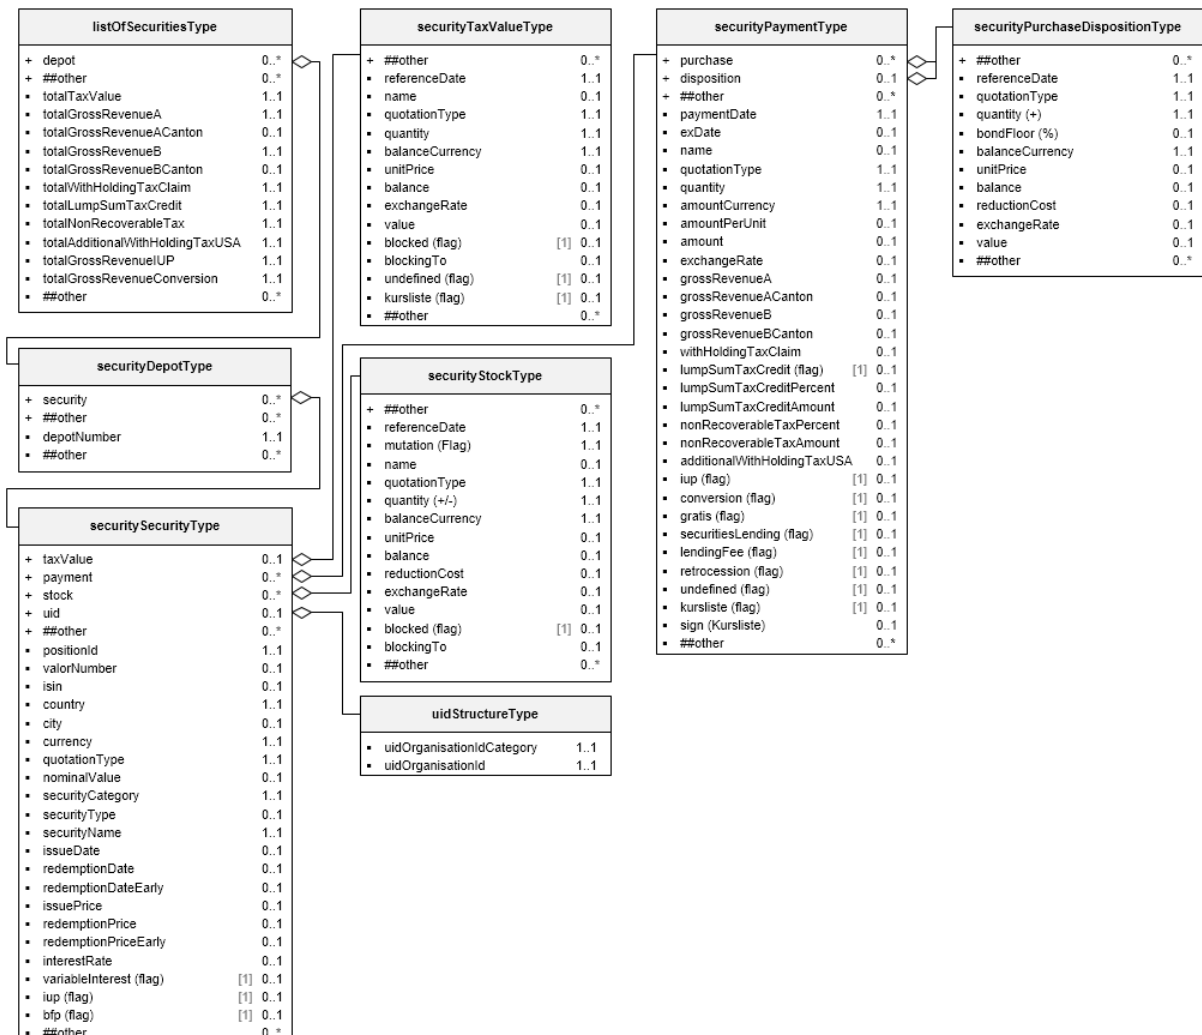 listOfSecuritiesType
+ depot 0..*
+ ##other 0..*
▪ totalTaxValue 1..1
▪ totalGrossRevenueA 1..1
▪ totalGrossRevenueACanton 0..1
▪ totalGrossRevenueB 1..1
▪ totalGrossRevenueBCanton 0..1
▪ totalWithHoldingTaxClaim 1..1
▪ totalLumpSumTaxCredit 1..1
▪ totalNonRecoverableTax 1..1
▪ totalAdditionalWithHoldingTaxUSA 1..1
▪ totalGrossRevenueIUP 1..1
▪ totalGrossRevenueConversion 1..1
▪ ##other 0..*
securityDepotType
+ security 0..*
+ ##other 0..*
▪ depotNumber 1..1
▪ ##other 0..*
securitySecurityType
+ taxValue 0..1
+ payment 0..*
+ stock 0..*
+ uid 0..1
+ ##other 0..*
▪ positionId 1..1
▪ valorNumber 0..1
▪ isin 0..1
▪ country 1..1
▪ city 0..1
▪ currency 1..1
▪ quotationType 1..1
▪ nominalValue 0..1
▪ securityCategory 1..1
▪ securityType 0..1
▪ securityName 1..1
▪ issueDate 0..1
▪ redemptionDate 0..1
▪ redemptionDateEarly 0..1
▪ issuePrice 0..1
▪ redemptionPrice 0..1
▪ redemptionPriceEarly 0..1
▪ interestRate 0..1
▪ variableInterest (flag) [1] 0..1
▪ iup (flag) [1] 0..1
▪ bfp (flag) [1] 0..1
▪ ##other 0..*
securityTaxValueType
+ ##other 0..*
▪ referenceDate 1..1
▪ name 0..1
▪ quotationType 1..1
▪ quantity 1..1
▪ balanceCurrency 1..1
▪ unitPrice 0..1
▪ balance 0..1
▪ exchangeRate 0..1
▪ value 0..1
▪ blocked (flag) [1] 0..1
▪ blockingTo 0..1
▪ undefined (flag) [1] 0..1
▪ kursliste (flag) [1] 0..1
▪ ##other 0..*
securityStockType
+ ##other 0..*
▪ referenceDate 1..1
▪ mutation (Flag) 1..1
▪ name 0..1
▪ quotationType 1..1
▪ quantity (+/-) 1..1
▪ balanceCurrency 1..1
▪ unitPrice 0..1
▪ balance 0..1
▪ reductionCost 0..1
▪ exchangeRate 0..1
▪ value 0..1
▪ blocked (flag) [1] 0..1
▪ blockingTo 0..1
▪ ##other 0..*
uidStructureType
▪ uidOrganisationIdCategory 1..1
▪ uidOrganisationId 1..1
securityPaymentType
+ purchase 0..*
+ disposition 0..1
+ ##other 0..*
▪ paymentDate 1..1
▪ exDate 0..1
▪ name 0..1
▪ quotationType 1..1
▪ quantity 1..1
▪ amountCurrency 1..1
▪ amountPerUnit 0..1
▪ amount 0..1
▪ exchangeRate 0..1
▪ grossRevenueA 0..1
▪ grossRevenueACanton 0..1
▪ grossRevenueB 0..1
▪ grossRevenueBCanton 0..1
▪ withHoldingTaxClaim 0..1
▪ lumpSumTaxCredit (flag) [1] 0..1
▪ lumpSumTaxCreditPercent 0..1
▪ lumpSumTaxCreditAmount 0..1
▪ nonRecoverableTaxPercent 0..1
▪ nonRecoverableTaxAmount 0..1
▪ additionalWithHoldingTaxUSA 0..1
▪ iup (flag) [1] 0..1
▪ conversion (flag) [1] 0..1
▪ gratis (flag) [1] 0..1
▪ securitiesLending (flag) [1] 0..1
▪ lendingFee (flag) [1] 0..1
▪ retrocession (flag) [1] 0..1
▪ undefined (flag) [1] 0..1
▪ kursliste (flag) [1] 0..1
▪ sign (Kursliste) 0..1
▪ ##other 0..*
securityPurchaseDispositionType
+ ##other 0..*
▪ referenceDate 1..1
▪ quotationType 1..1
▪ quantity (+) 1..1
▪ bondFloor (%) 0..1
▪ balanceCurrency 1..1
▪ unitPrice 0..1
▪ balance 0..1
▪ reductionCost 0..1
▪ exchangeRate 0..1
▪ value 0..1
▪ ##other 0..*